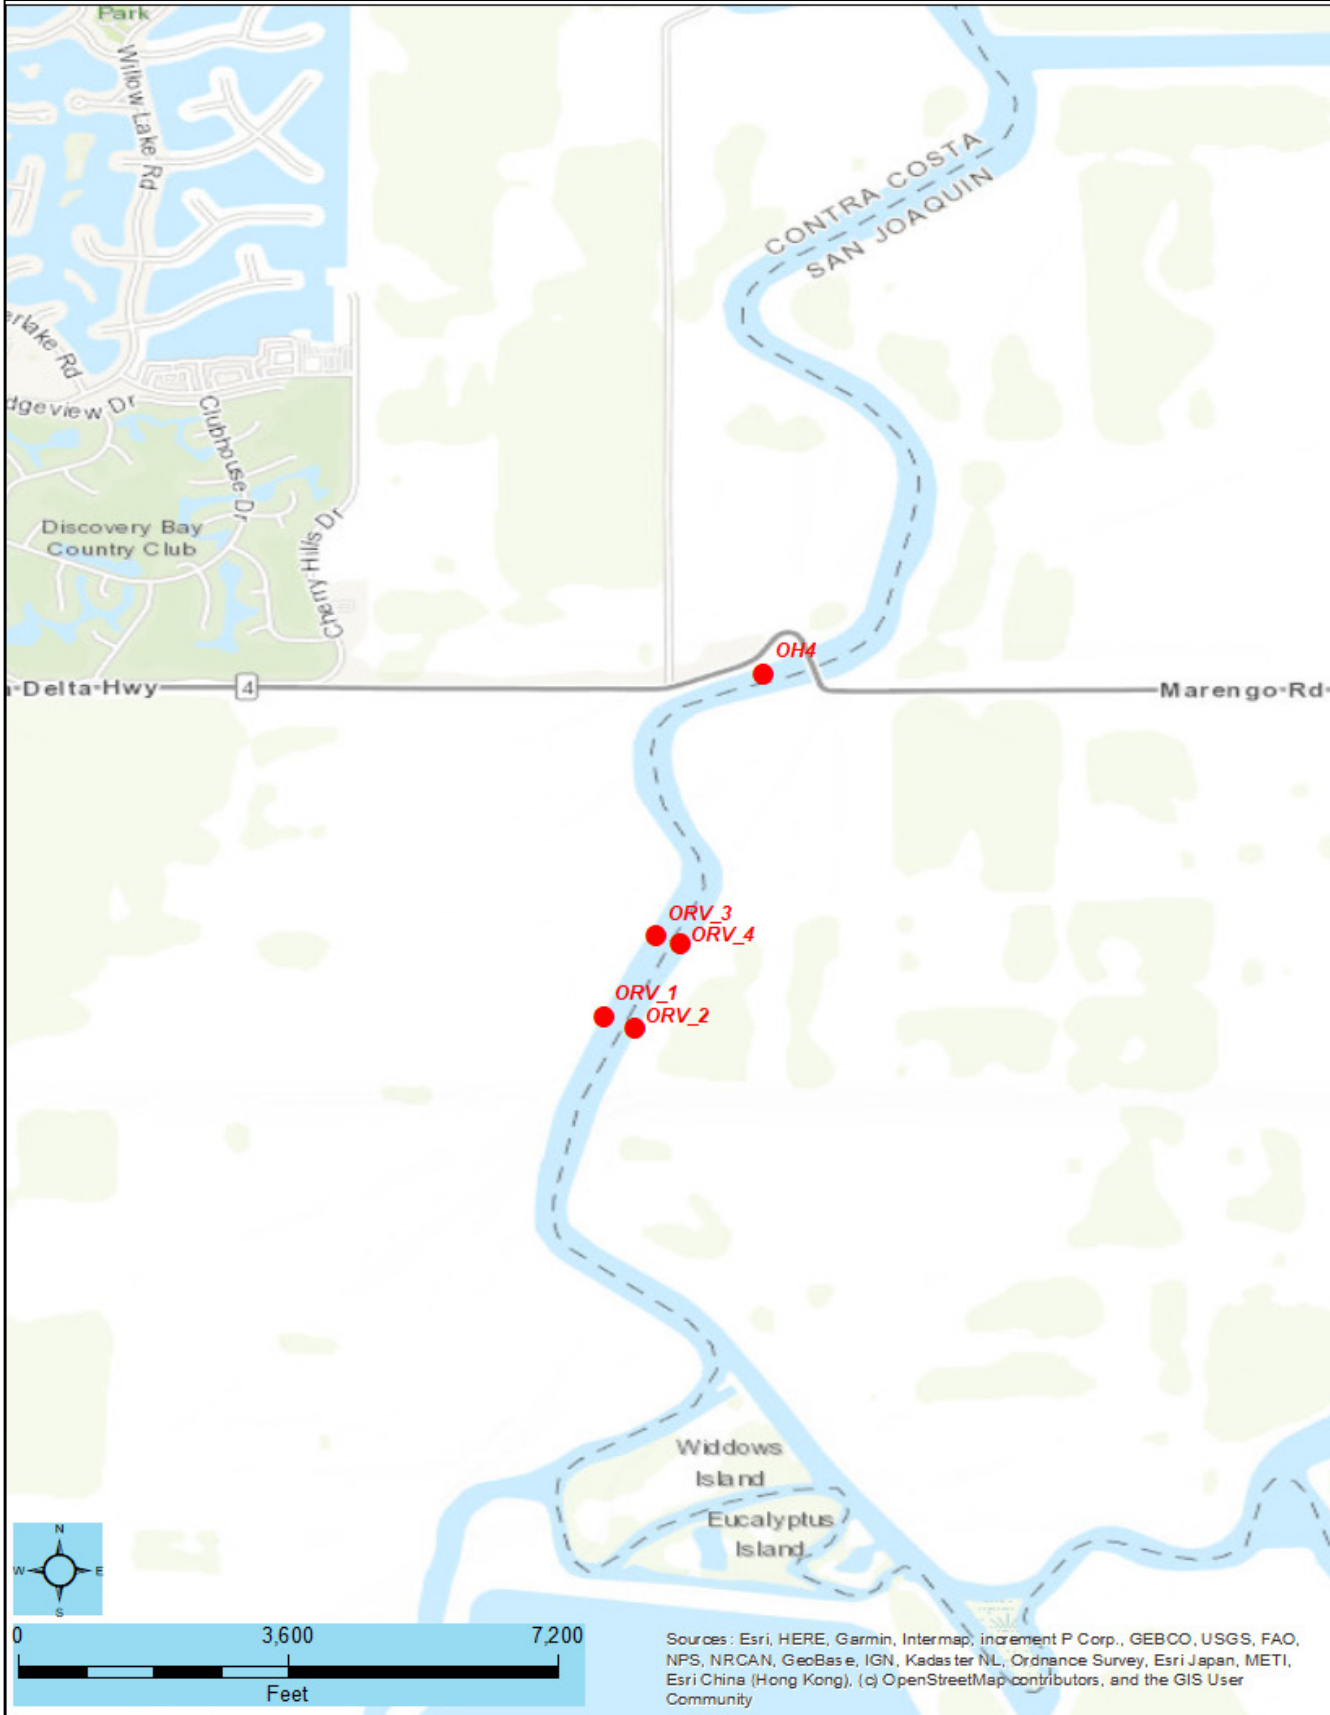 Park
Willow Lake Rd
CONTRA COSTA
SAN JOAQUIN
erlake Rd
dgeview Dr
Clubhouse Dr
Discovery Bay
Country Club
Cherry Hills Dr
OH4
a Delta Hwy
4
Marengo Rd
ORV_3
ORV_4
ORV_1
ORV_2
Widdows
Island
Eucalyptus
Island
N
W
E
S
0 3,600 7,200
Feet
Sources: Esri, HERE, Garmin, Intermap, increment P Corp., GEBCO, USGS, FAO,
NPS, NRCAN, GeoBase, IGN, Kadaster NL, Ordnance Survey, Esri Japan, METI,
Esri China (Hong Kong), (c) OpenStreetMap contributors, and the GIS User
Community